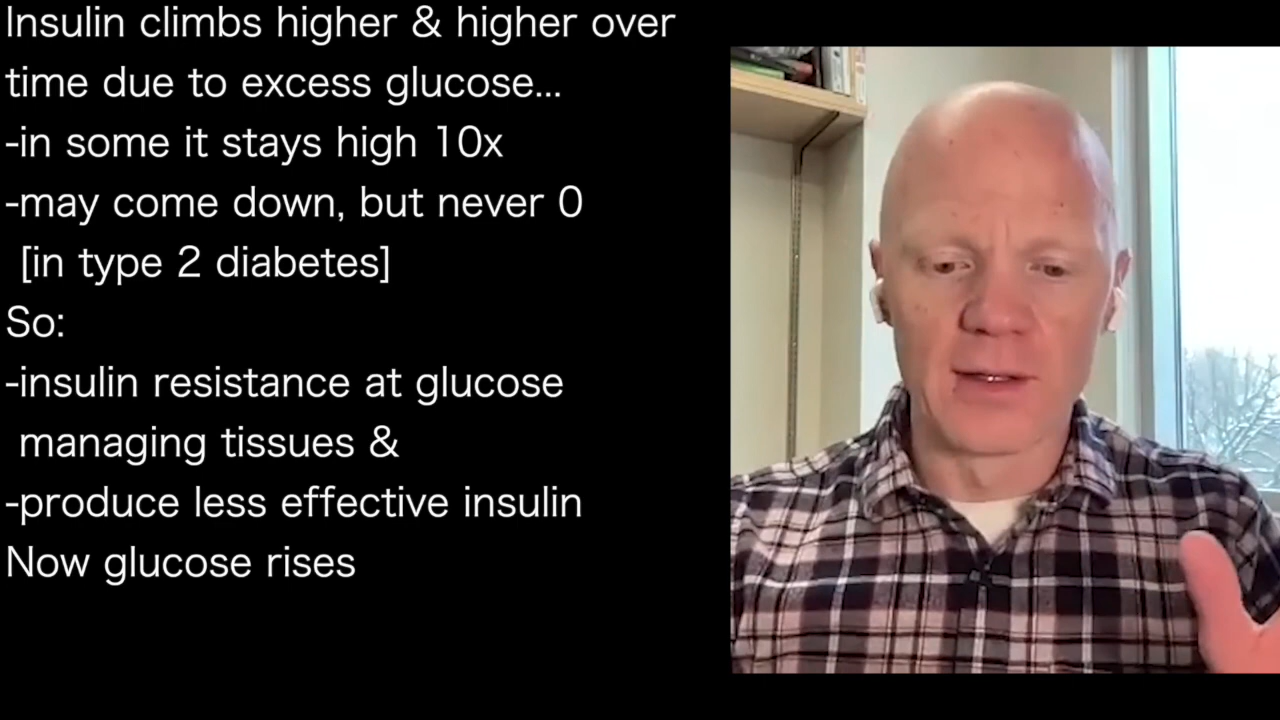 Insulin climbs higher & higher over
time due to excess glucose...
-in some it stays high 10x
-may come down, but never 0
[in type 2 diabetes]
So:
-insulin resistance at glucose
managing tissues &
-produce less effective insulin
Now glucose rises